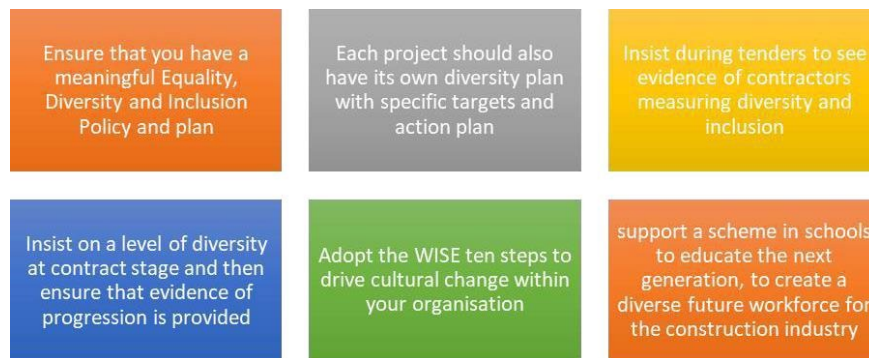 Ensure that you have a
meaningful Equality,
Diversity and Inclusion
Policy and plan
Each project should also
have its own diversity plan
with specific targets and
action plan
Insist during tenders to see
evidence of contractors
measuring diversity and
inclusion
Insist on a level of diversity
at contract stage and then
ensure that evidence of
progression is provided
Adopt the WISE ten steps to
drive cultural change within
your organisation
support a scheme in schools
to educate the next
generation, to create a
diverse future workforce for
the construction industry